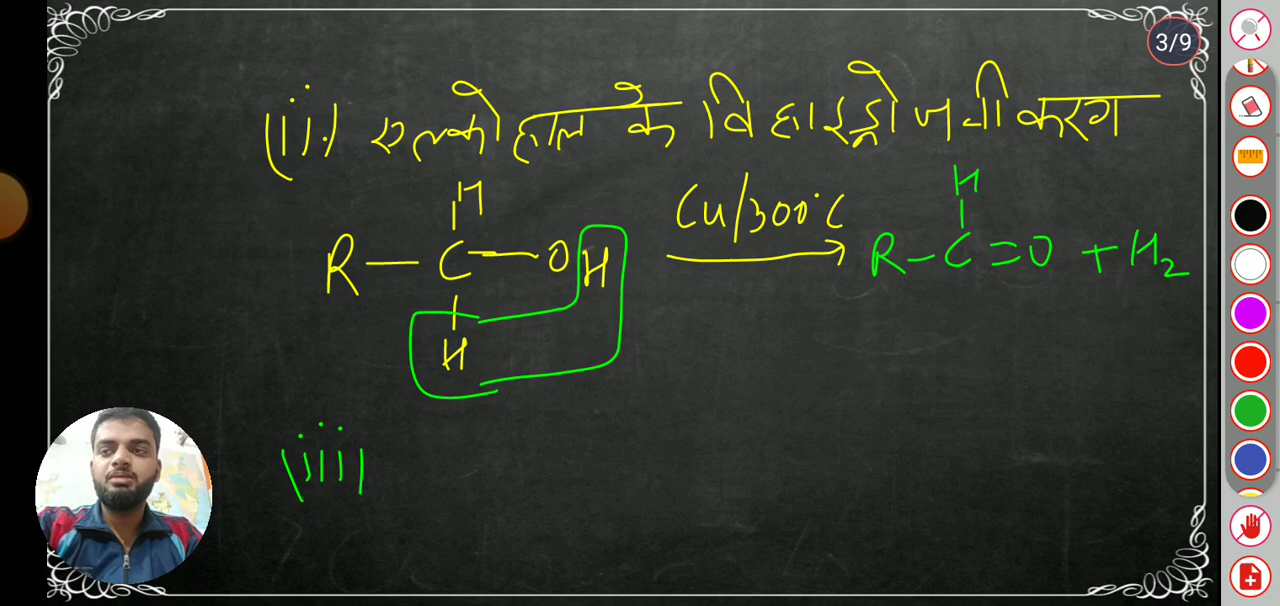 3/9
(ii) एल्कोहाल के विहाइड्रोजनीकरण
H
R — C — OH
H
Cu/300°C
H
R – C = O + H₂
(iii)